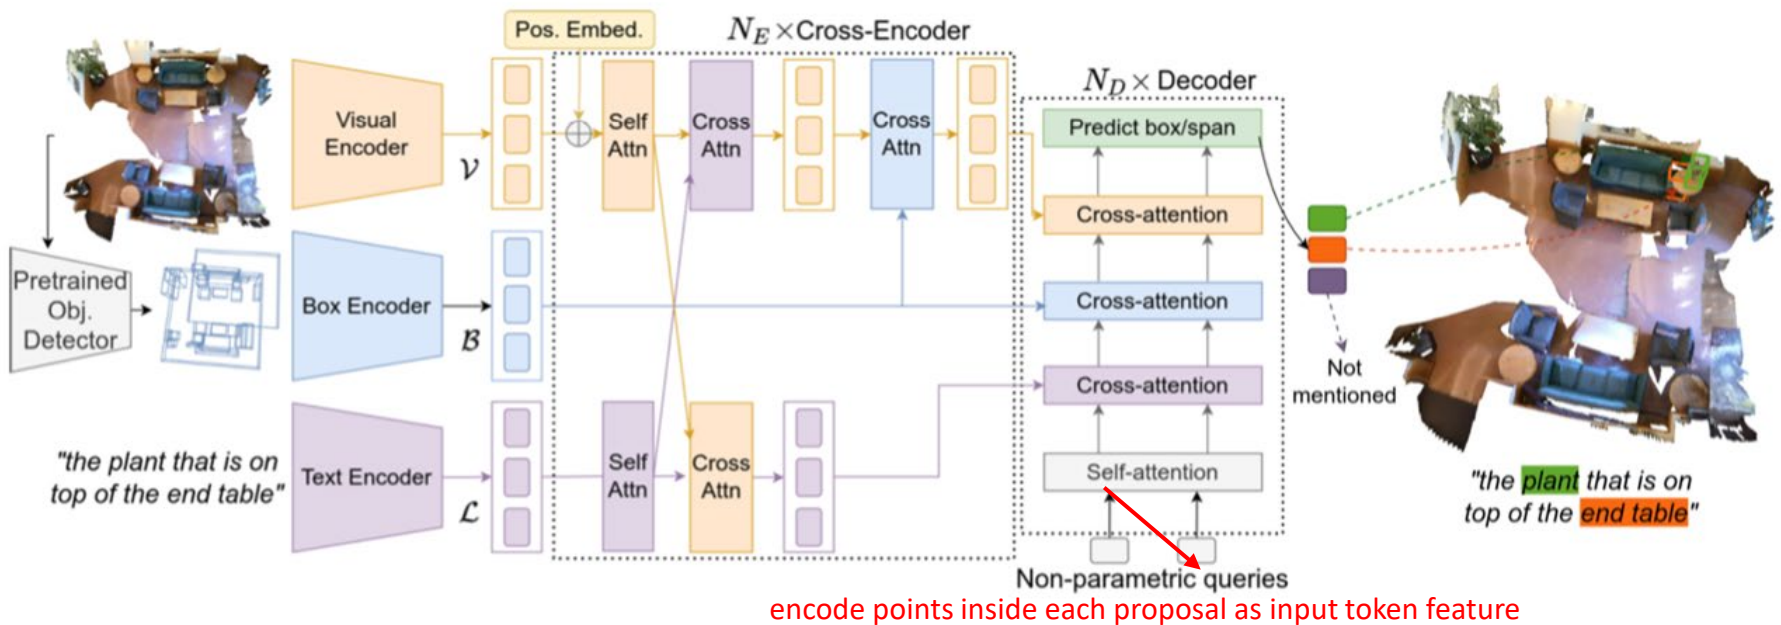 Pos. Embed.
N_E × Cross-Encoder
N_D × Decoder
Visual
Encoder
𝒱
Self
Attn
Cross
Attn
Cross
Attn
Predict box/span
Cross-attention
Pretrained
Obj.
Detector
Box Encoder
ℬ
Cross-attention
Not
mentioned
Cross-attention
"the plant that is on
top of the end table"
Text Encoder
ℒ
Self
Attn
Cross
Attn
Self-attention
"the plant that is on
top of the end table"
Non-parametric queries
encode points inside each proposal as input token feature